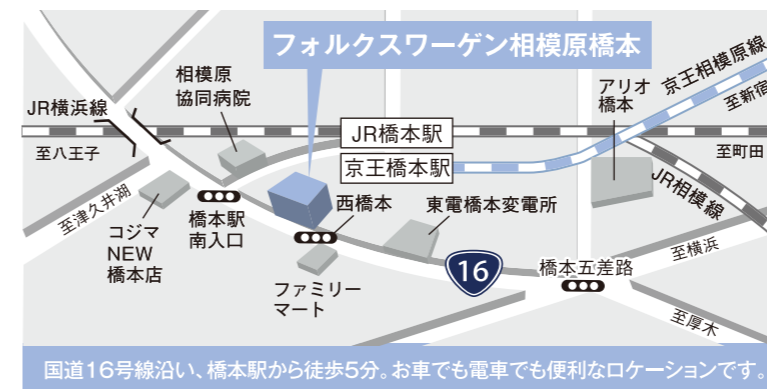 フォルクスワーゲン相模原橋本
相模原
協同病院
JR横浜線
至八王子
JR橋本駅
京王橋本駅
アリオ
橋本
京王相模原線
至新宿
至町田
JR相模線
至津久井湖
コジマ
NEW
橋本店
橋本駅
南入口
西橋本
東電橋本変電所
ファミリー
マート
16
橋本五差路
至横浜
至厚木
国道16号線沿い、橋本駅から徒歩5分。お車でも電車でも便利なロケーションです。